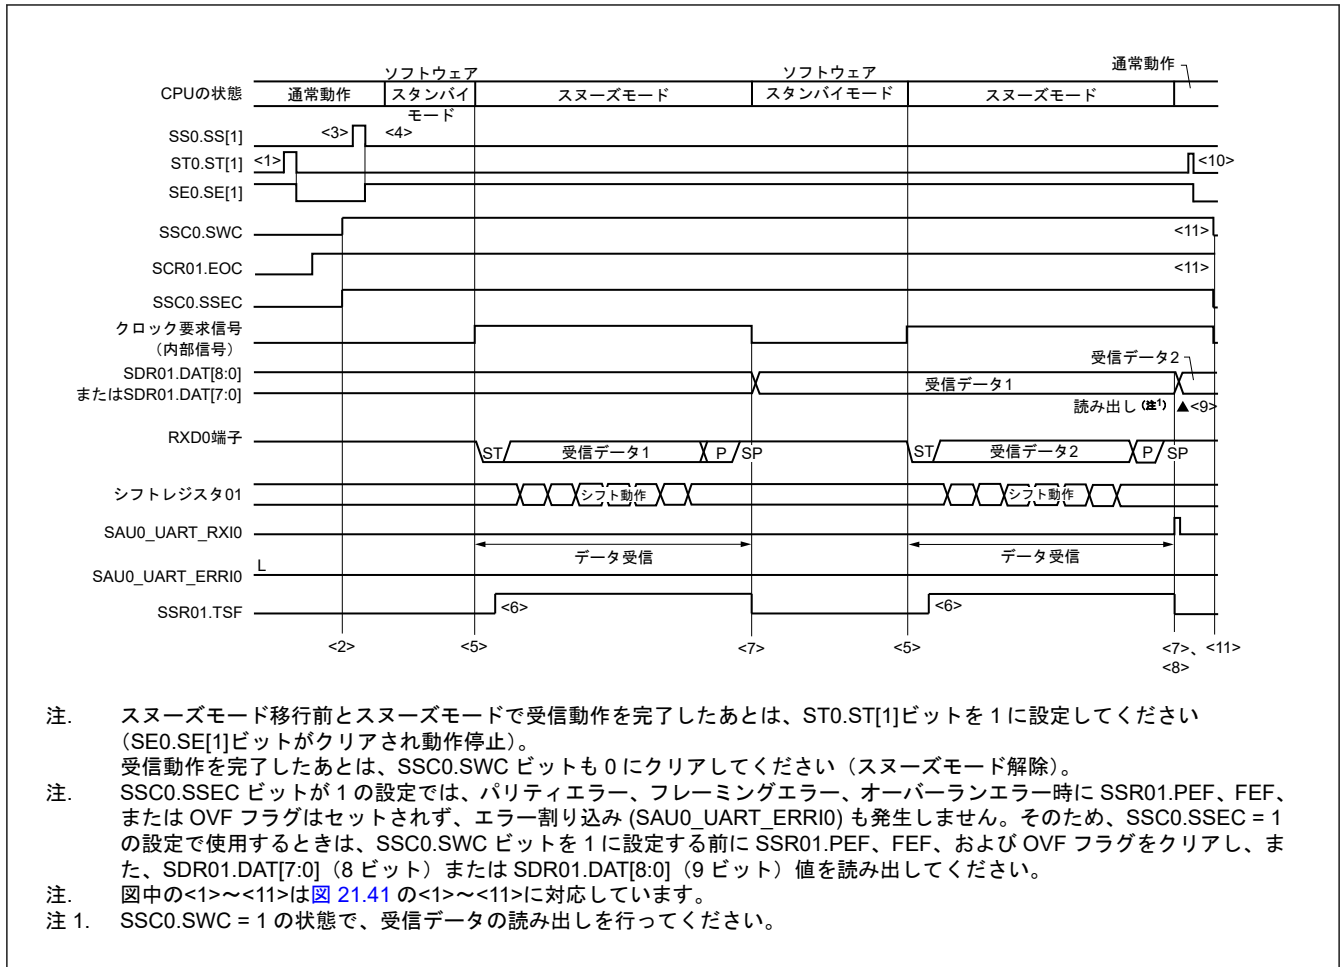 ソフトウェア ソフトウェア 通常動作
CPUの状態 通常動作 スタンバイ スヌーズモード スタンバイモード スヌーズモード
モード
SS0.SS[1] <3> <4>
ST0.ST[1] <1> <10>
SE0.SE[1]
SSC0.SWC <11>
SCR01.EOC <11>
SSC0.SSEC
クロック要求信号
（内部信号）
受信データ2
SDR01.DAT[8:0]
またはSDR01.DAT[7:0] 受信データ1
読み出し (注1) ▲<9>
RXD0端子 ST 受信データ1 P SP ST 受信データ2 P SP
シフトレジスタ01 シフト動作 シフト動作
SAU0_UART_RXI0
データ受信 データ受信
SAU0_UART_ERRI0 L
SSR01.TSF <6> <6>
<2> <5> <7> <5> <7>、<11>
<8>
注. スヌーズモード移行前とスヌーズモードで受信動作を完了したあとは、ST0.ST[1]ビットを 1 に設定してください
（SE0.SE[1]ビットがクリアされ動作停止）。
受信動作を完了したあとは、SSC0.SWC ビットも 0 にクリアしてください（スヌーズモード解除）。
注. SSC0.SSEC ビットが 1 の設定では、パリティエラー、フレーミングエラー、オーバーランエラー時に SSR01.PEF、FEF、
または OVF フラグはセットされず、エラー割り込み (SAU0_UART_ERRI0) も発生しません。そのため、SSC0.SSEC = 1
の設定で使用するときは、SSC0.SWC ビットを 1 に設定する前に SSR01.PEF、FEF、および OVF フラグをクリアし、ま
た、SDR01.DAT[7:0]（8 ビット）または SDR01.DAT[8:0]（9 ビット）値を読み出してください。
注. 図中の<1>～<11>は図 21.41 の<1>～<11>に対応しています。
注 1. SSC0.SWC = 1 の状態で、受信データの読み出しを行ってください。